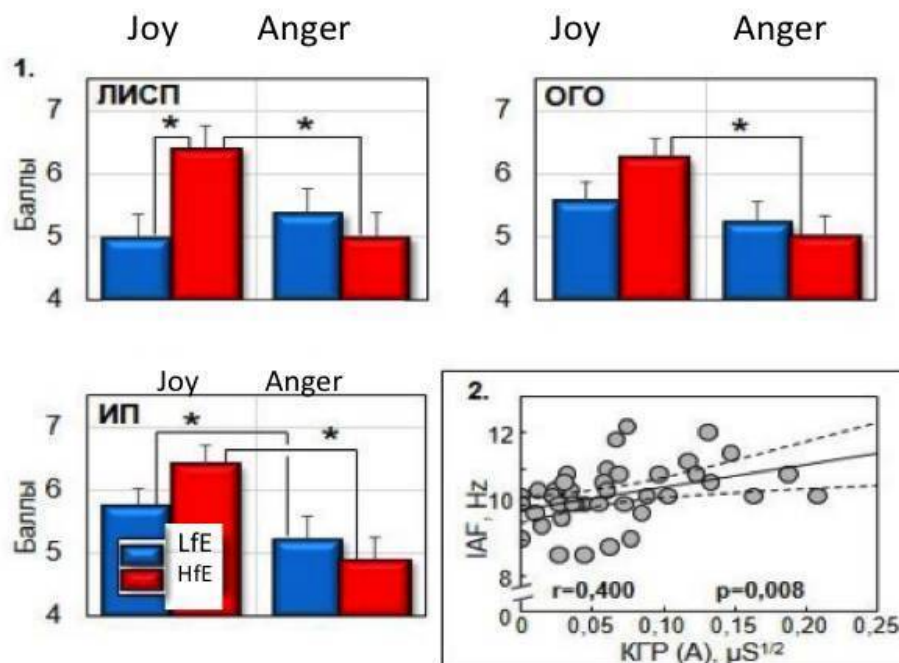 Joy Anger
Joy Anger
1.
ЛИСП
*
*
7
6
5
4
Баллы
ОГО
*
7
6
5
4
Joy Anger
ИП
*
*
7
6
5
4
Баллы
LfE
HfE
2.
IAF, Hz
12
10
8
0
r=0,400 p=0,008
0 0,05 0,10 0,15 0,20 0,25
КГР (A), µS1/2